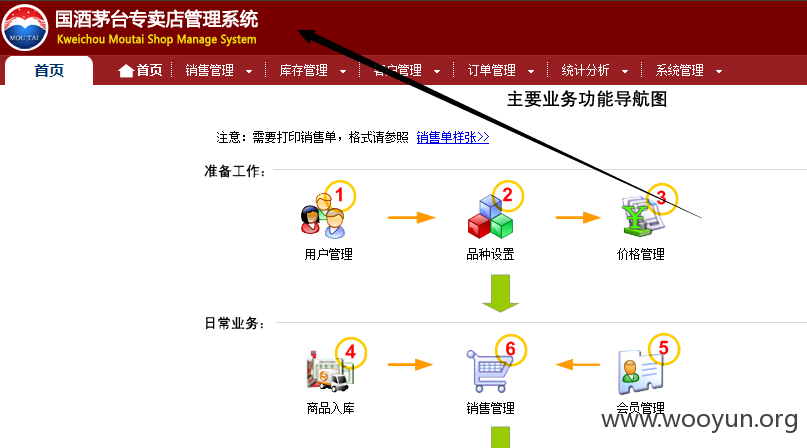 国酒茅台专卖店管理系统
MOU TAI
Kweichou Moutai Shop Manage System
首页 首页 销售管理 库存管理 客户管理 订单管理 统计分析 系统管理
主要业务功能导航图
注意：需要打印销售单，格式请参照 销售单样张>>
准备工作：
1 2 3
用户管理 品种设置 价格管理
日常业务：
4 6 5
商品入库 销售管理 会员管理
www.wooyun.org